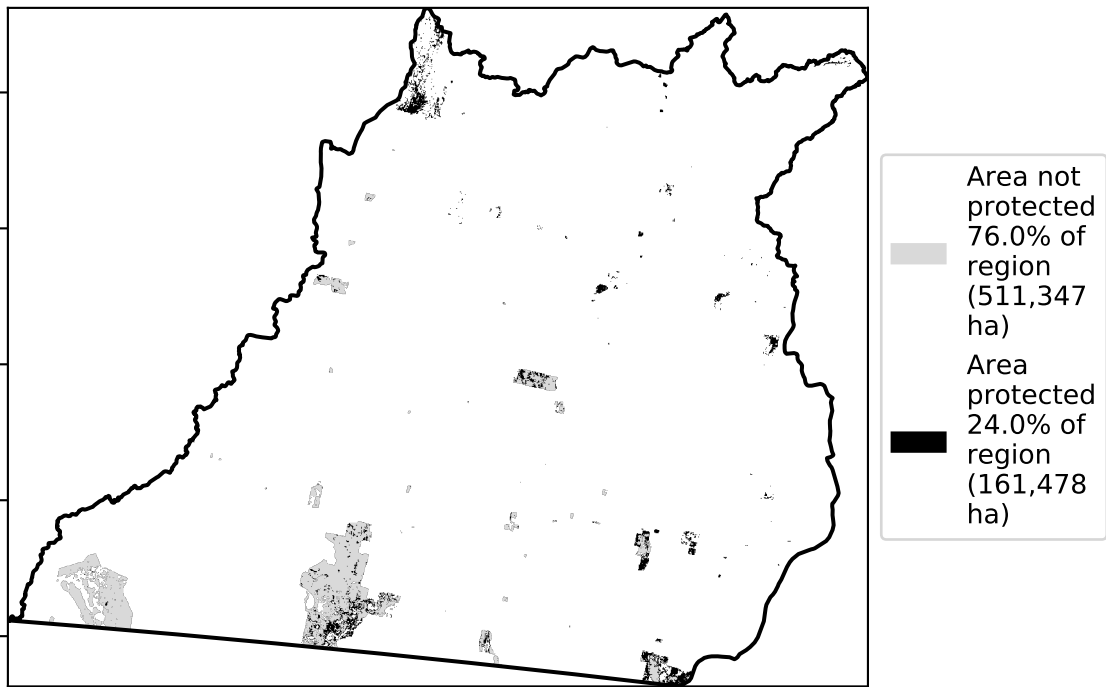 Area not
protected
76.0% of
region
(511,347
ha)
Area
protected
24.0% of
region
(161,478
ha)